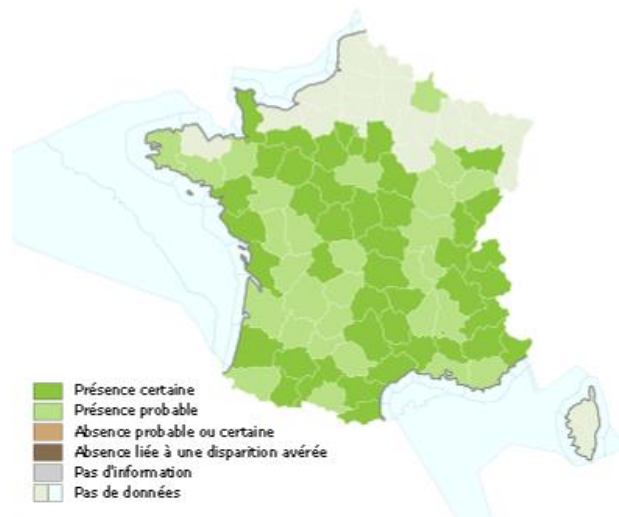 Présence certaine
Présence probable
Absence probable ou certaine
Absence liée à une disparition avérée
Pas d'information
Pas de données